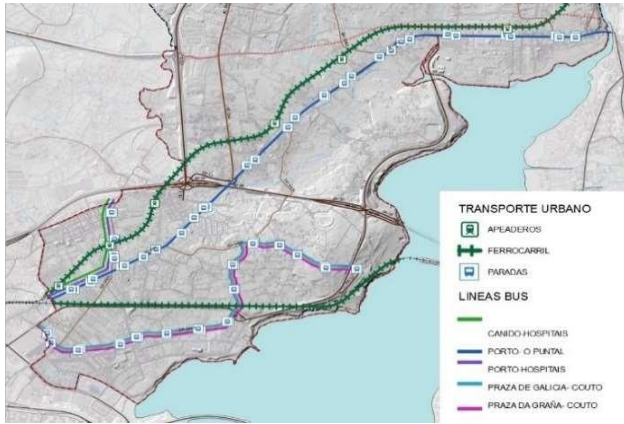 TRANSPORTE URBANO
APEADEROS
FERROCARRIL
PARADAS
LINEAS BUS
CANIDO-HOSPITAIS
PORTO- O PUNTAL
PORTO-HOSPITAIS
PRAZA DE GALICIA- COUTO
PRAZA DA GRAÑA- COUTO